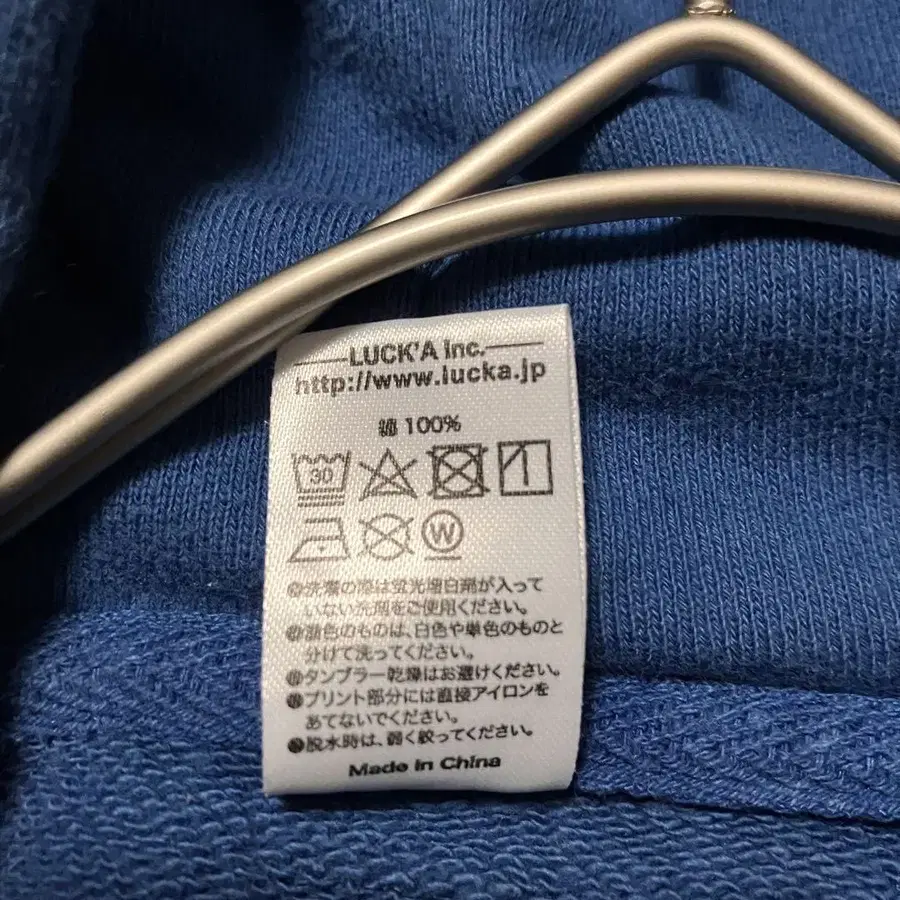 LUCK'A Inc.
http://www.lucka.jp
綿 100%
30
W
※洗濯の際は蛍光増白剤が入って
いない洗剤をご使用ください。
※濃色のものは、白色や単色のものと
分けて洗ってください。
※タンブラー乾燥はお避けください。
※プリント部分には直接アイロンを
あてないでください。
※脱水時は、弱く絞ってください。
Made in China